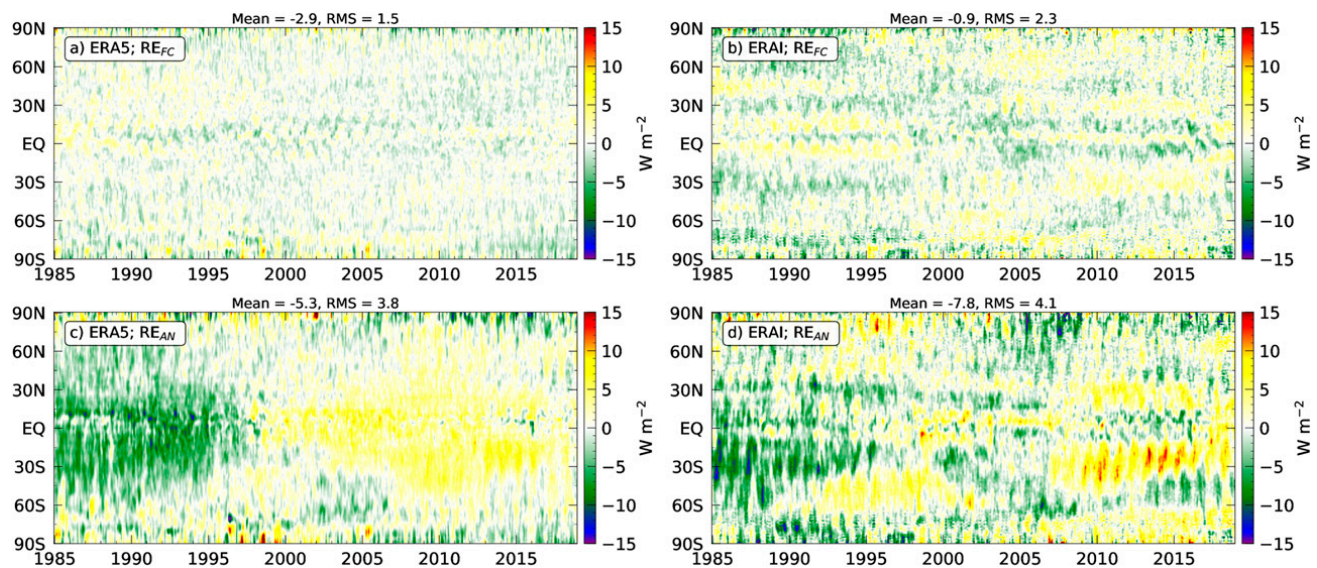 Mean = -2.9, RMS = 1.5
a) ERA5; RE_FC
90N
60N
30N
EQ
30S
60S
90S
1985 1990 1995 2000 2005 2010 2015
15
10
5
0
−5
−10
−15
W m⁻²
Mean = -0.9, RMS = 2.3
b) ERAI; RE_FC
90N
60N
30N
EQ
30S
60S
90S
1985 1990 1995 2000 2005 2010 2015
15
10
5
0
−5
−10
−15
W m⁻²
Mean = -5.3, RMS = 3.8
c) ERA5; RE_AN
90N
60N
30N
EQ
30S
60S
90S
1985 1990 1995 2000 2005 2010 2015
15
10
5
0
−5
−10
−15
W m⁻²
Mean = -7.8, RMS = 4.1
d) ERAI; RE_AN
90N
60N
30N
EQ
30S
60S
90S
1985 1990 1995 2000 2005 2010 2015
15
10
5
0
−5
−10
−15
W m⁻²